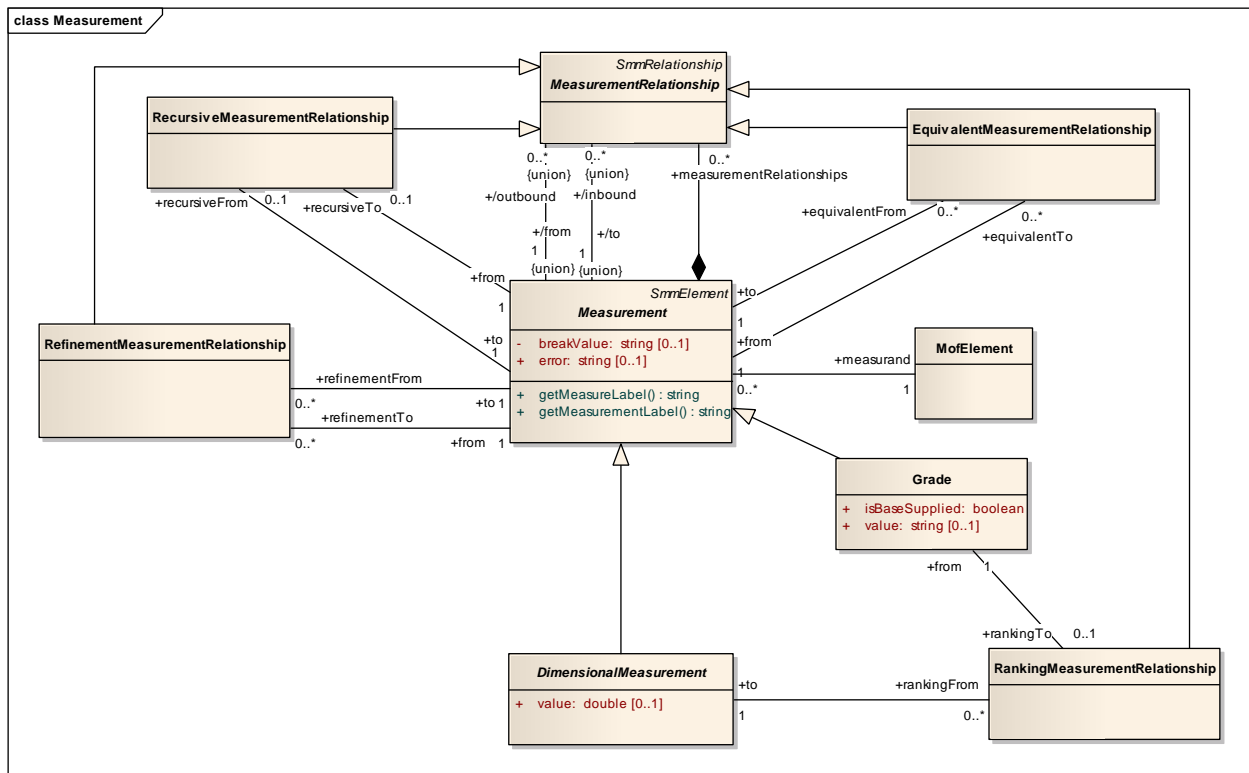 class Measurement
SmmRelationship
MeasurementRelationship
RecursiveMeasurementRelationship
EquivalentMeasurementRelationship
0..*
{union}
+/outbound
0..*
{union}
+/inbound
0..*
+measurementRelationships
+recursiveFrom
0..1
+recursiveTo
0..1
+equivalentFrom
0..*
0..*
+equivalentTo
+/from
1
{union}
+/to
1
{union}
+from
1
+to
1
SmmElement
Measurement
- breakValue: string [0..1]
+ error: string [0..1]
+ getMeasureLabel() : string
+ getMeasurementLabel() : string
+to
1
+from
1
RefinementMeasurementRelationship
+refinementFrom
0..*
+to
1
+refinementTo
0..*
+from
1
+measurand
0..*
1
MofElement
Grade
+ isBaseSupplied: boolean
+ value: string [0..1]
+from
1
+rankingTo
0..1
DimensionalMeasurement
+ value: double [0..1]
+to
1
+rankingFrom
0..*
RankingMeasurementRelationship